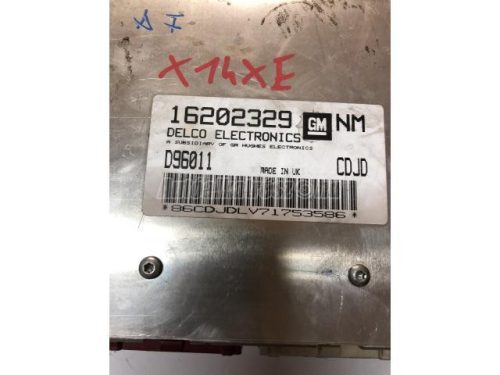 X14XE
16202329 GM NM
DELCO ELECTRONICS
A SUBSIDIARY OF GM HUGHES ELECTRONICS
D96011 MADE IN UK CDJD
*86CDJDLV71753586*